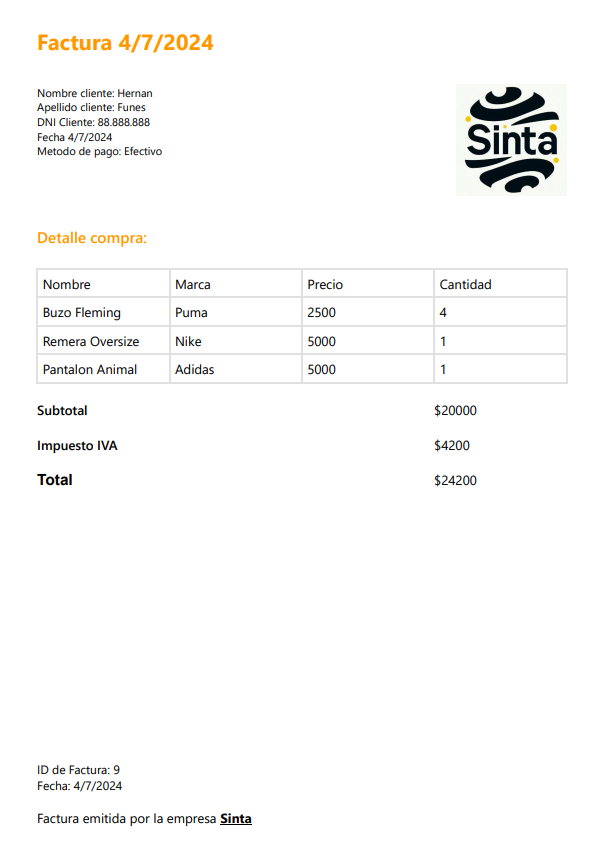 Factura 4/7/2024
Nombre cliente: Hernan
Apellido cliente: Funes
DNI Cliente: 88.888.888
Fecha 4/7/2024
Metodo de pago: Efectivo
Sinta
Detalle compra:
Nombre Marca Precio Cantidad
Buzo Fleming Puma 2500 4
Remera Oversize Nike 5000 1
Pantalon Animal Adidas 5000 1
Subtotal $20000
Impuesto IVA $4200
Total $24200
ID de Factura: 9
Fecha: 4/7/2024
Factura emitida por la empresa Sinta